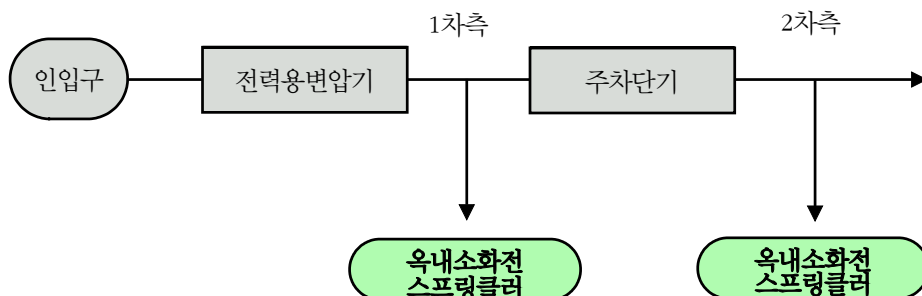 1차측
2차측
인입구
전력용변압기
주차단기
옥내소화전
스프링클러
옥내소화전
스프링클러